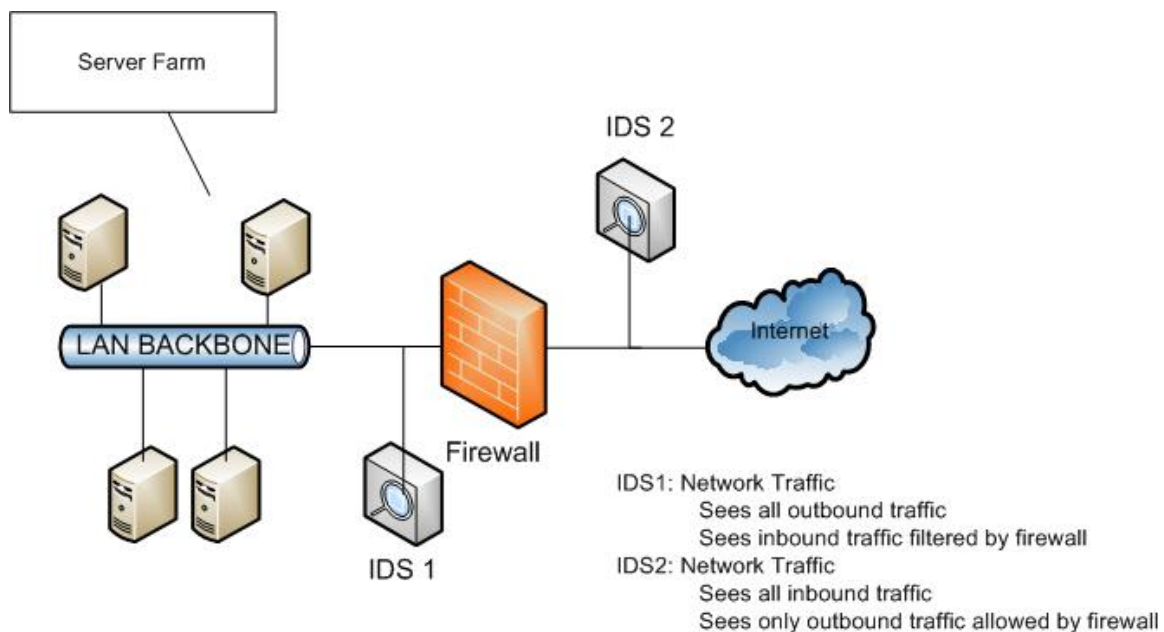 Server Farm
IDS 2
LAN BACKBONE
Internet
Firewall
IDS 1
IDS1: Network Traffic
Sees all outbound traffic
Sees inbound traffic filtered by firewall
IDS2: Network Traffic
Sees all inbound traffic
Sees only outbound traffic allowed by firewall